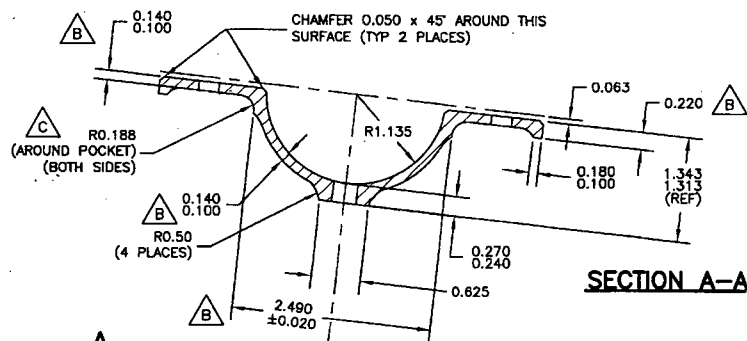 B
0.140
0.100
CHAMFER 0.050 x 45° AROUND THIS
SURFACE (TYP 2 PLACES)
0.063
0.220
B
C
R0.188
(AROUND POCKET)
(BOTH SIDES)
R1.135
0.180
0.100
1.343
1.313
(REF)
B
0.140
0.100
R0.50
(4 PLACES)
0.270
0.240
0.625
SECTION A-A
B
2.490
±0.020
A